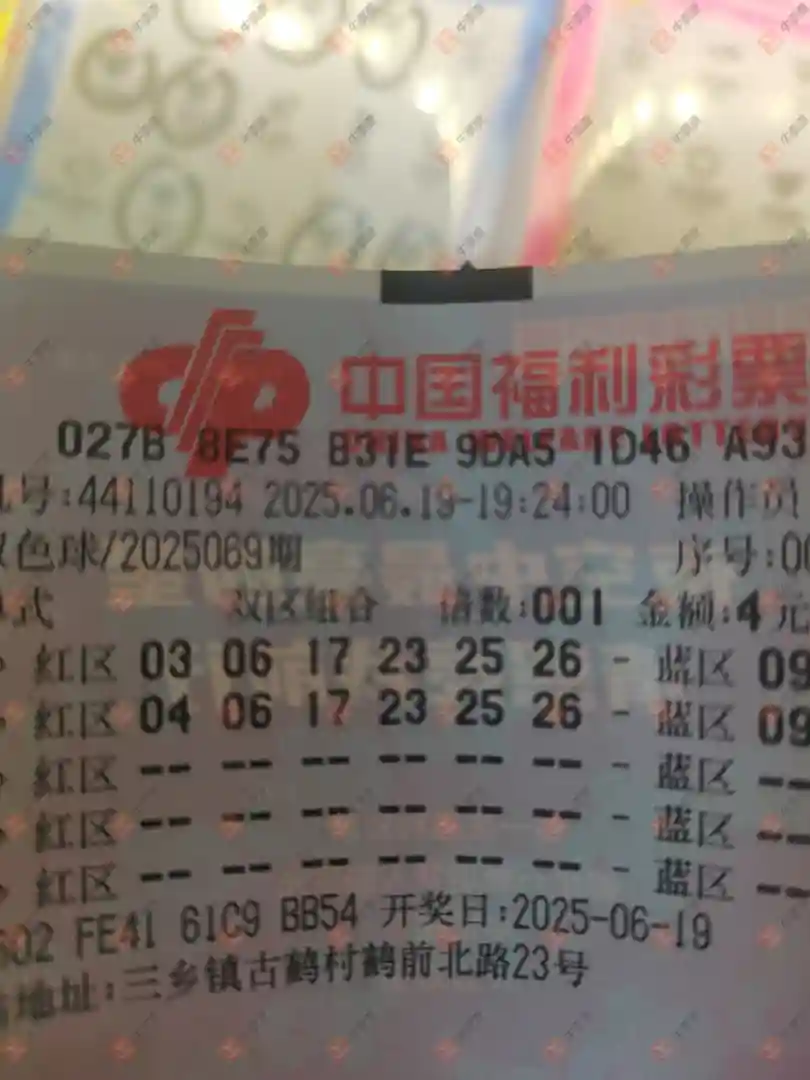 中国福利彩票
CHINA WELFARE LOTTERY
027B 8E75 B31E 9DA5 1D46 A93
号:44110194 2025.06.19-19:24:00 操作员
色球/2025069期 序号:00
式 双区组合 倍数:001 金额:4元
红区 03 06 17 23 25 26 - 蓝区 09
红区 04 06 17 23 25 26 - 蓝区 09
红区 -- -- -- -- -- -- - 蓝区 --
红区 -- -- -- -- -- -- - 蓝区 --
红区 -- -- -- -- -- -- - 蓝区 --
602 FE41 61C9 BB54 开奖日:2025-06-19
地址:三乡镇古鹤村鹤前北路23号